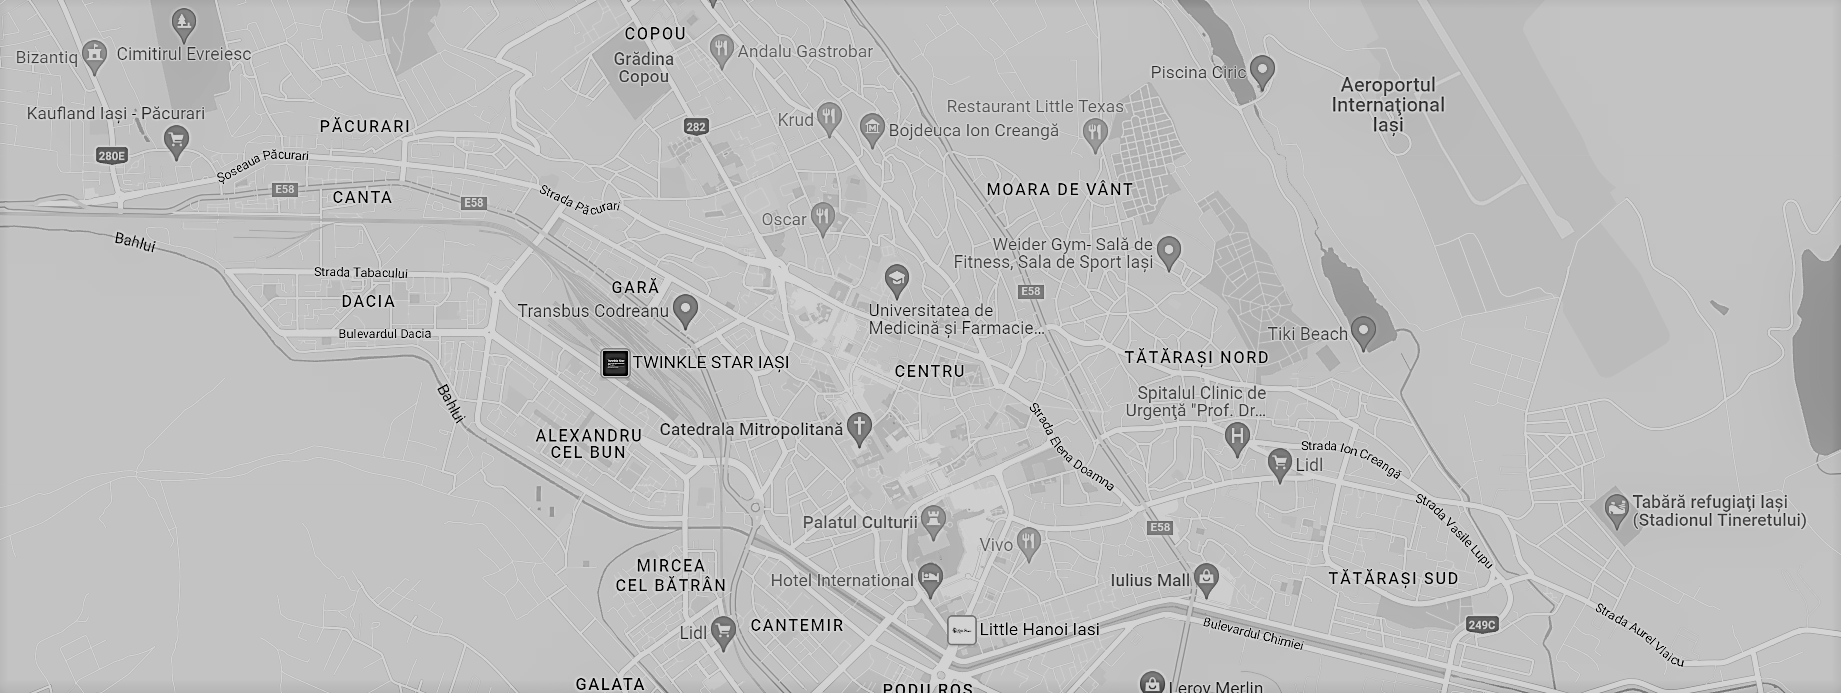 COPOU
Grădina
Copou
Andalu Gastrobar
Bizantiq
Cimitirul Evreiesc
Piscina Ciric
Aeroportul
Internațional
Iași
Kaufland Iași - Păcurari
PĂCURARI
282
Krud
Bojdeuca Ion Creangă
Restaurant Little Texas
280E
Șoseaua Păcurari
E58
CANTA
E58
Strada Păcurari
MOARA DE VÂNT
Oscar
Bahlui
Weider Gym- Sală de
Fitness, Sala de Sport Iași
Strada Tabacului
DACIA
GARĂ
Transbus Codreanu
E58
Universitatea de
Medicină și Farmacie...
Bulevardul Dacia
Tiki Beach
TWINKLE STAR IAȘI
CENTRU
TĂTĂRAȘI NORD
Bahlui
Spitalul Clinic de
Urgență "Prof. Dr...
Strada Elena Doamna
Catedrala Mitropolitană
ALEXANDRU
CEL BUN
H
Strada Ion Creangă
Lidl
Strada Vasile Lupu
Tabără refugiați Iași
(Stadionul Tineretului)
Palatul Culturii
E58
Vivo
MIRCEA
CEL BĂTRÂN
Hotel International
Iulius Mall
TĂTĂRAȘI SUD
Lidl
CANTEMIR
Little Hanoi Iasi
Bulevardul Chimiei
249C
Strada Aurel Vlaicu
GALATA
PODU ROȘ
Leroy Merlin